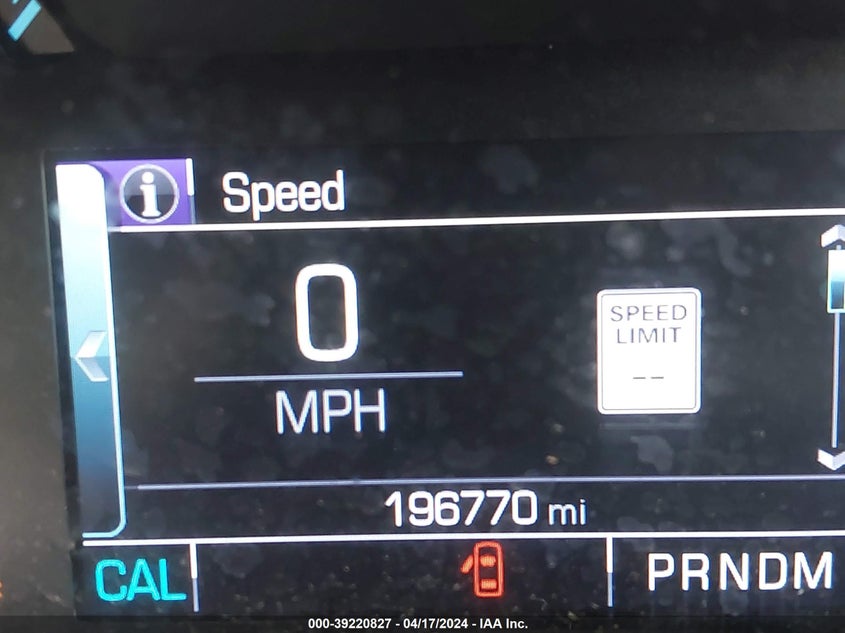 i Speed
0
MPH
SPEED
LIMIT
--
196770 mi
CAL PRNDM
000-39220827 - 04/17/2024 - IAA Inc.